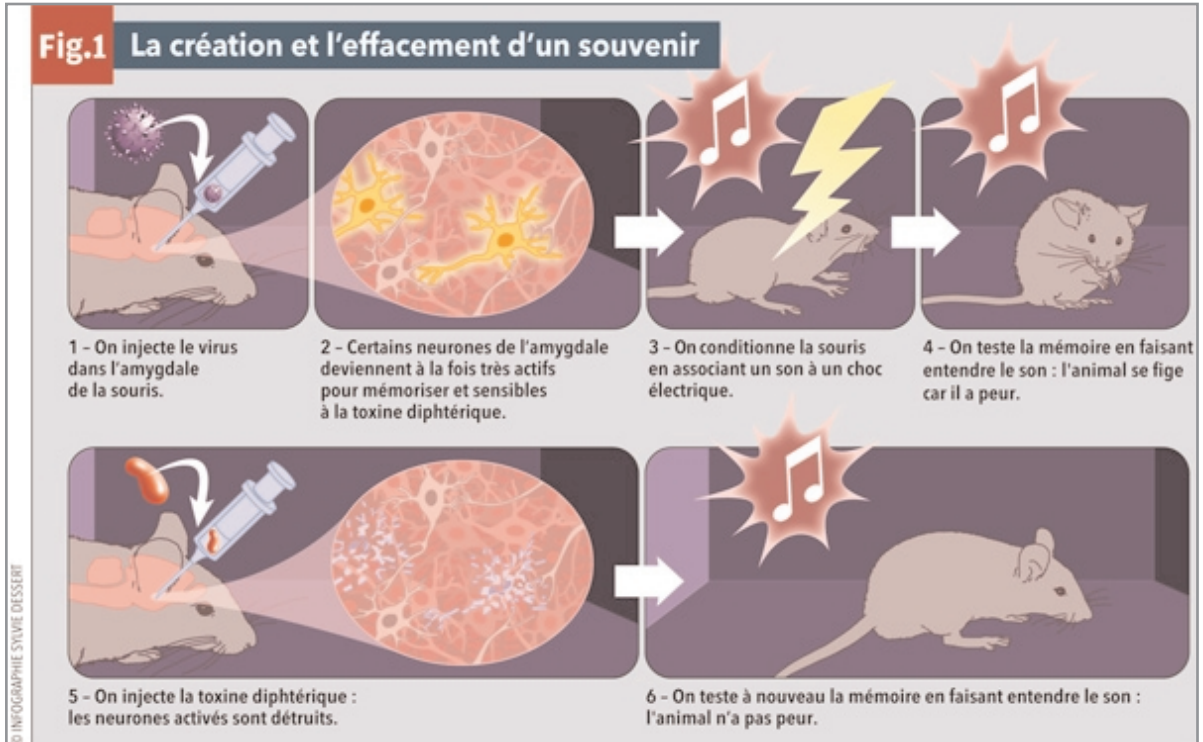 Fig.1 La création et l'effacement d'un souvenir
1 – On injecte le virus
dans l'amygdale
de la souris.
2 – Certains neurones de l'amygdale
deviennent à la fois très actifs
pour mémoriser et sensibles
à la toxine diphtérique.
3 – On conditionne la souris
en associant un son à un choc
électrique.
4 – On teste la mémoire en faisant
entendre le son : l'animal se fige
car il a peur.
5 – On injecte la toxine diphtérique :
les neurones activés sont détruits.
6 – On teste à nouveau la mémoire en faisant entendre le son :
l'animal n'a pas peur.
INFOGRAPHIE SYLVIE DESSERT